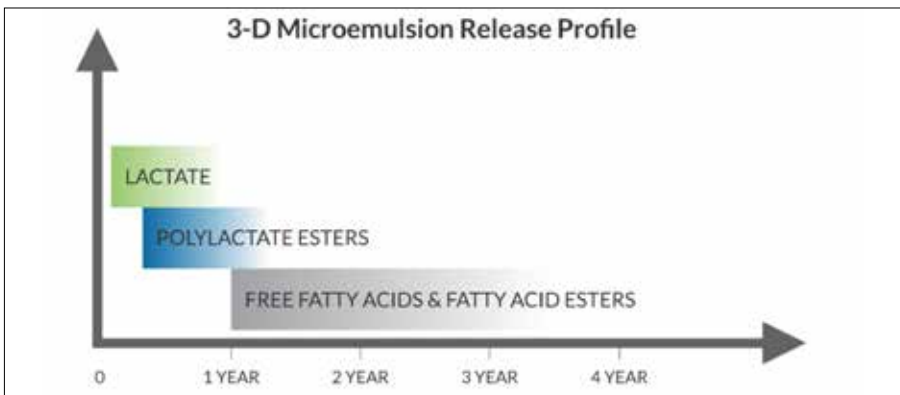 3-D Microemulsion Release Profile
LACTATE
POLYLACTATE ESTERS
FREE FATTY ACIDS & FATTY ACID ESTERS
0 1 YEAR 2 YEAR 3 YEAR 4 YEAR